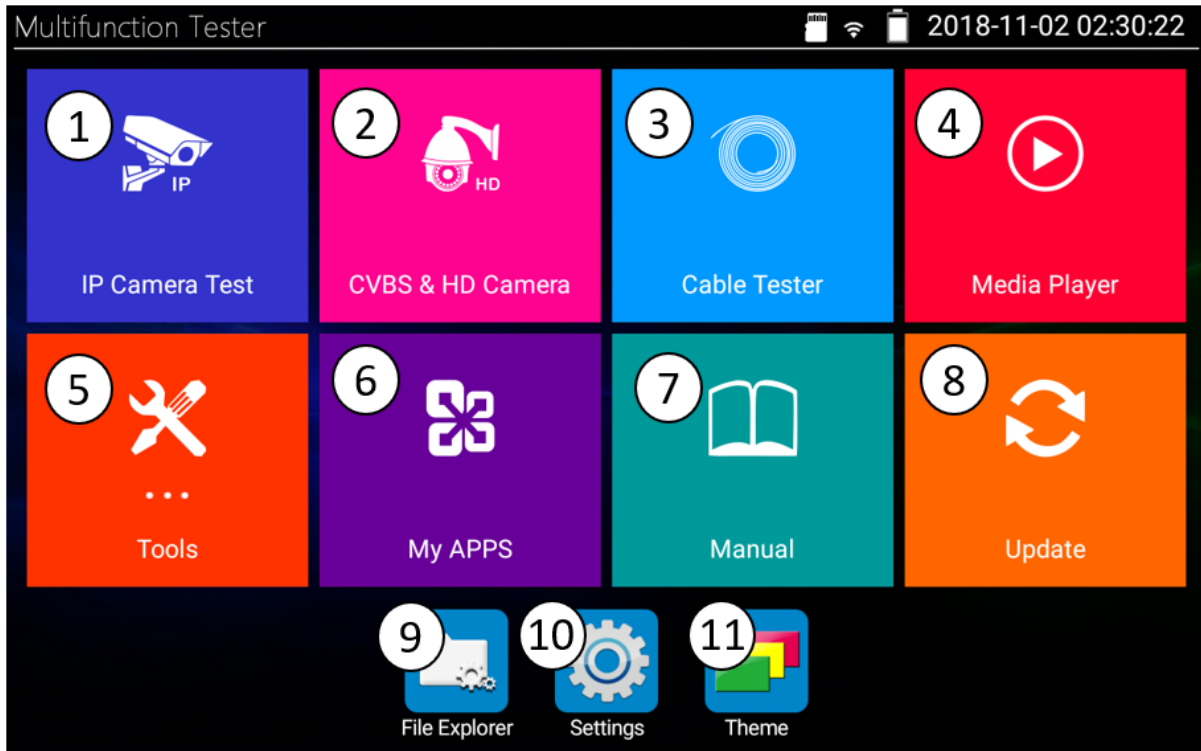 Multifunction Tester 2018-11-02 02:30:22
1 2 3 4
IP HD
IP Camera Test CVBS & HD Camera Cable Tester Media Player
5 6 7 8
Tools My APPS Manual Update
9 10 11
File Explorer Settings Theme